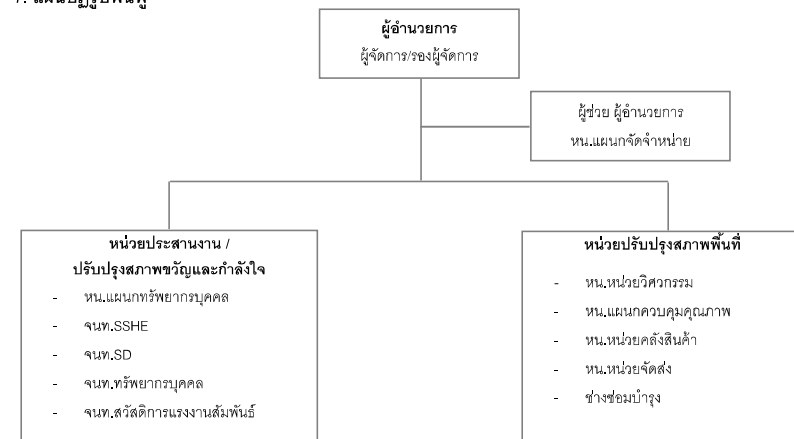 7. แผนปฏิรูปฟื้นฟู
ผู้อำนวยการ
ผู้จัดการ/รองผู้จัดการ
ผู้ช่วย ผู้อำนวยการ
หน.แผนกจัดจำหน่าย
หน่วยประสานงาน /
ปรับปรุงสภาพขวัญและกำลังใจ
- หน.แผนกทรัพยากรบุคคล
- จนท.SSHE
- จนท.SD
- จนท.ทรัพยากรบุคคล
- จนท.สวัสดิการแรงงานสัมพันธ์
หน่วยปรับปรุงสภาพพื้นที่
- หน.หน่วยวิศวกรรม
- หน.แผนกควบคุมคุณภาพ
- หน.หน่วยคลังสินค้า
- หน.หน่วยจัดส่ง
- ช่างซ่อมบำรุง